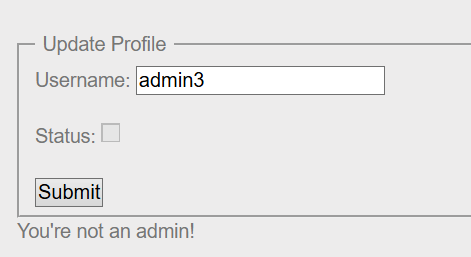 Update Profile
Username: admin3
Status:
Submit
You're not an admin!